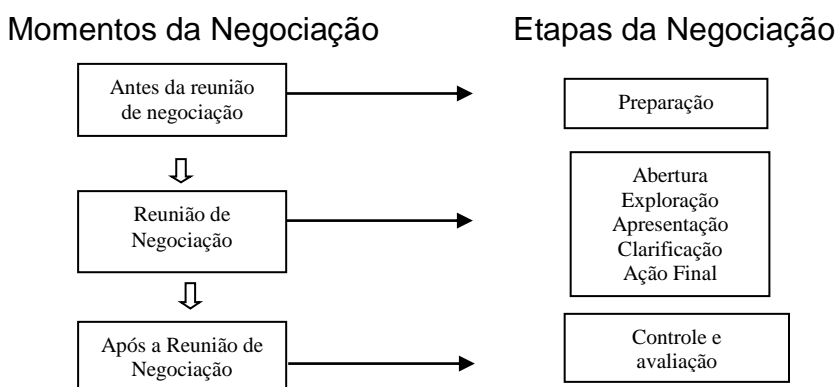 Momentos da Negociação
Etapas da Negociação
Antes da reunião
de negociação
Preparação
Reunião de
Negociação
Abertura
Exploração
Apresentação
Clarificação
Ação Final
Após a Reunião de
Negociação
Controle e
avaliação